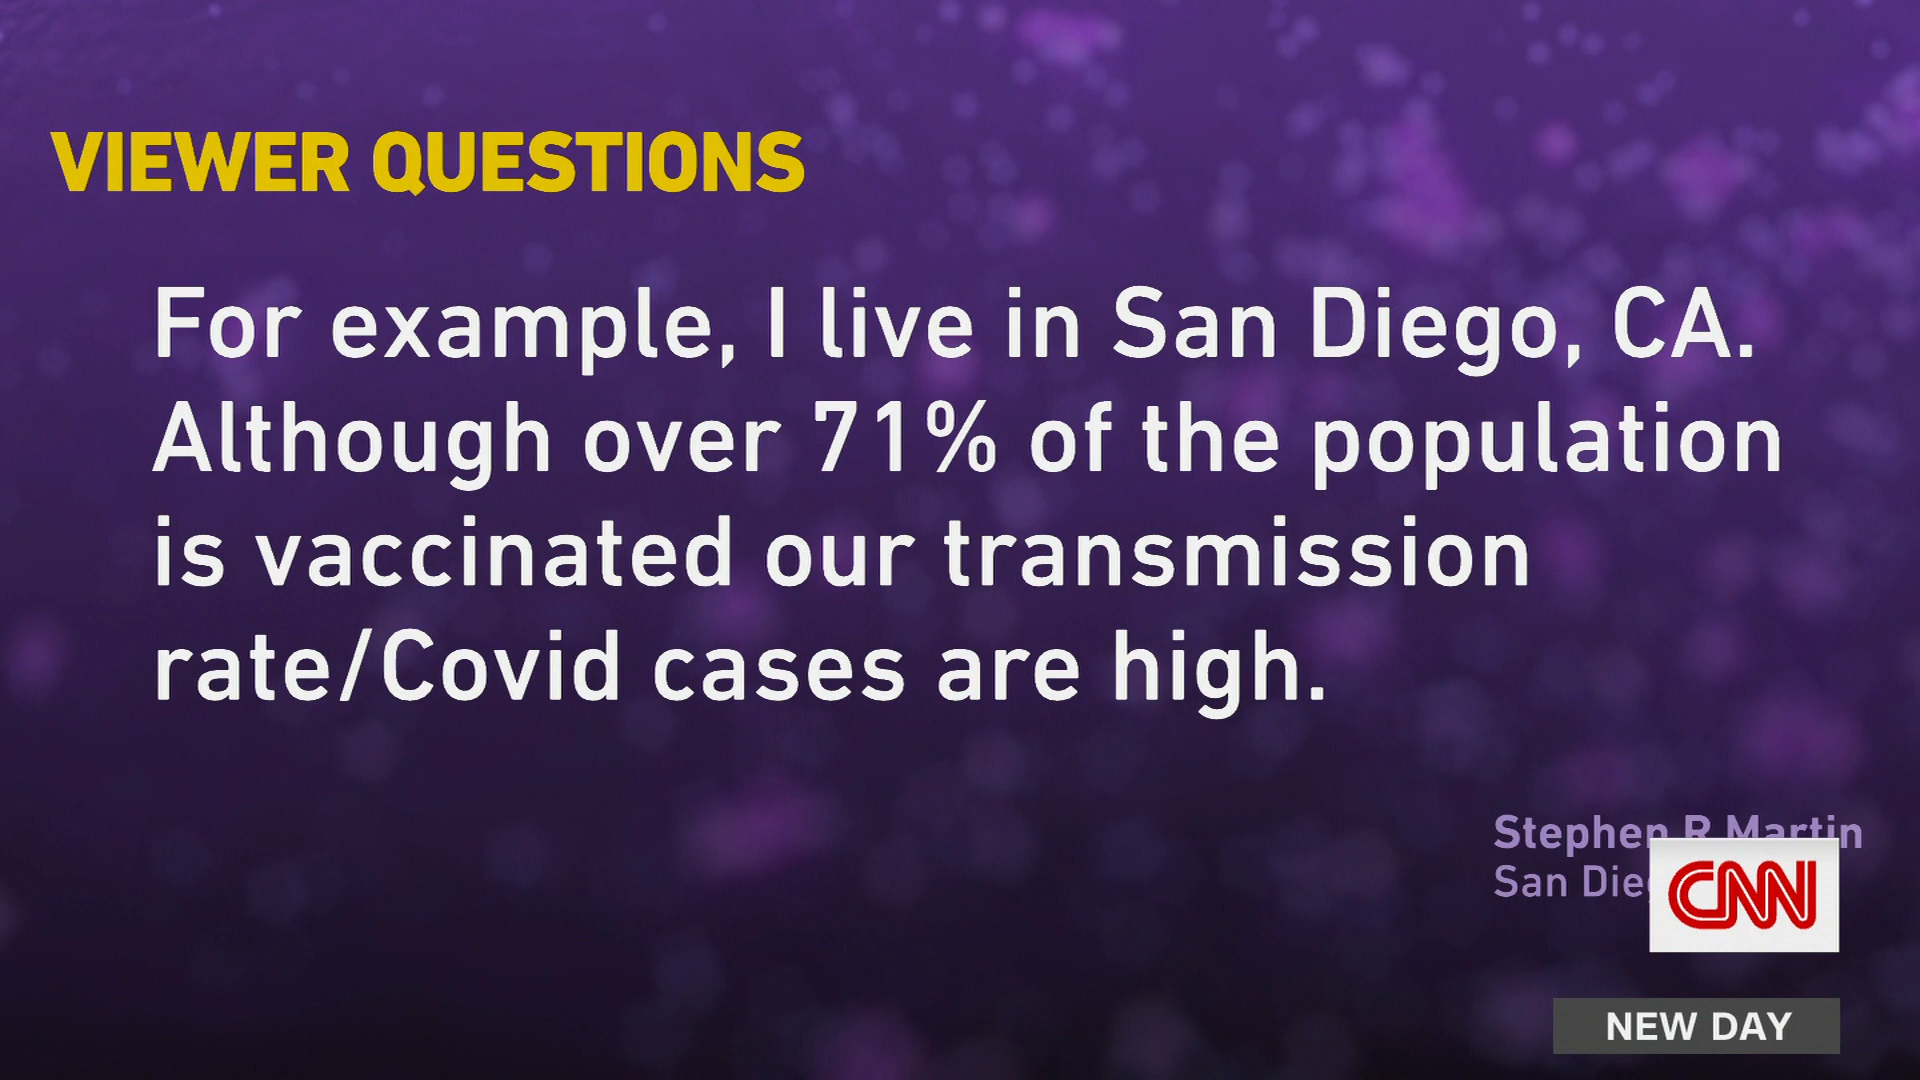 VIEWER QUESTIONS
For example, I live in San Diego, CA.
Although over 71% of the population
is vaccinated our transmission
rate/Covid cases are high.
Stephen R Martin
San
CNN
NEW DAY